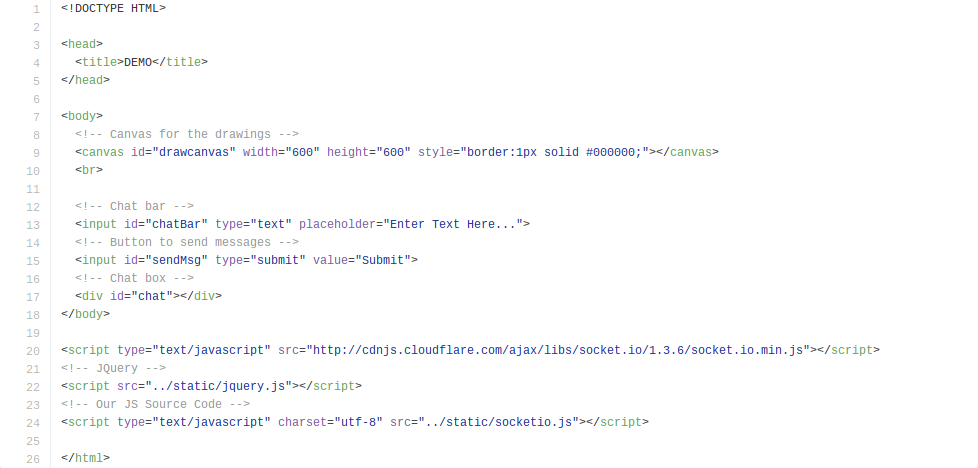 1 <!DOCTYPE HTML>
2
3 <head>
4   <title>DEMO</title>
5 </head>
6
7 <body>
8   <!-- Canvas for the drawings -->
9   <canvas id="drawcanvas" width="600" height="600" style="border:1px solid #000000;"></canvas>
10   <br>
11
12   <!-- Chat bar -->
13   <input id="chatBar" type="text" placeholder="Enter Text Here...">
14   <!-- Button to send messages -->
15   <input id="sendMsg" type="submit" value="Submit">
16   <!-- Chat box -->
17   <div id="chat"></div>
18 </body>
19
20 <script type="text/javascript" src="http://cdnjs.cloudflare.com/ajax/libs/socket.io/1.3.6/socket.io.min.js"></script>
21 <!-- JQuery -->
22 <script src="../static/jquery.js"></script>
23 <!-- Our JS Source Code -->
24 <script type="text/javascript" charset="utf-8" src="../static/socketio.js"></script>
25
26 </html>